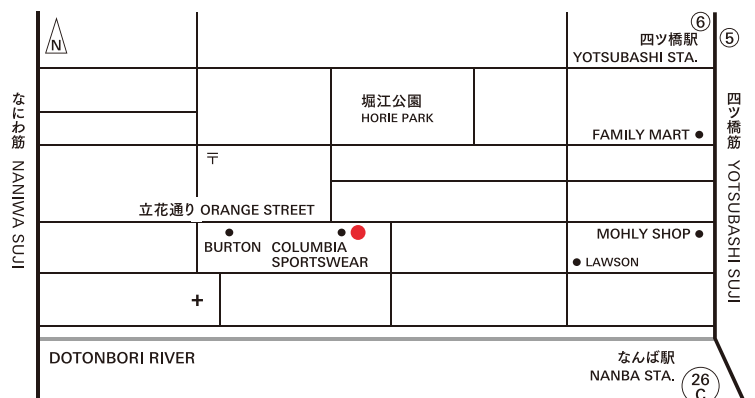 N
⑥
⑤
四ツ橋駅
YOTSUBASHI STA.
堀江公園
HORIE PARK
なにわ筋 NANIWA SUJI
四ツ橋筋 YOTSUBASHI SUJI
FAMILY MART
〒
立花通り ORANGE STREET
BURTON
COLUMBIA
SPORTSWEAR
MOHLY SHOP
LAWSON
DOTONBORI RIVER
なんば駅
NANBA STA.
26
C